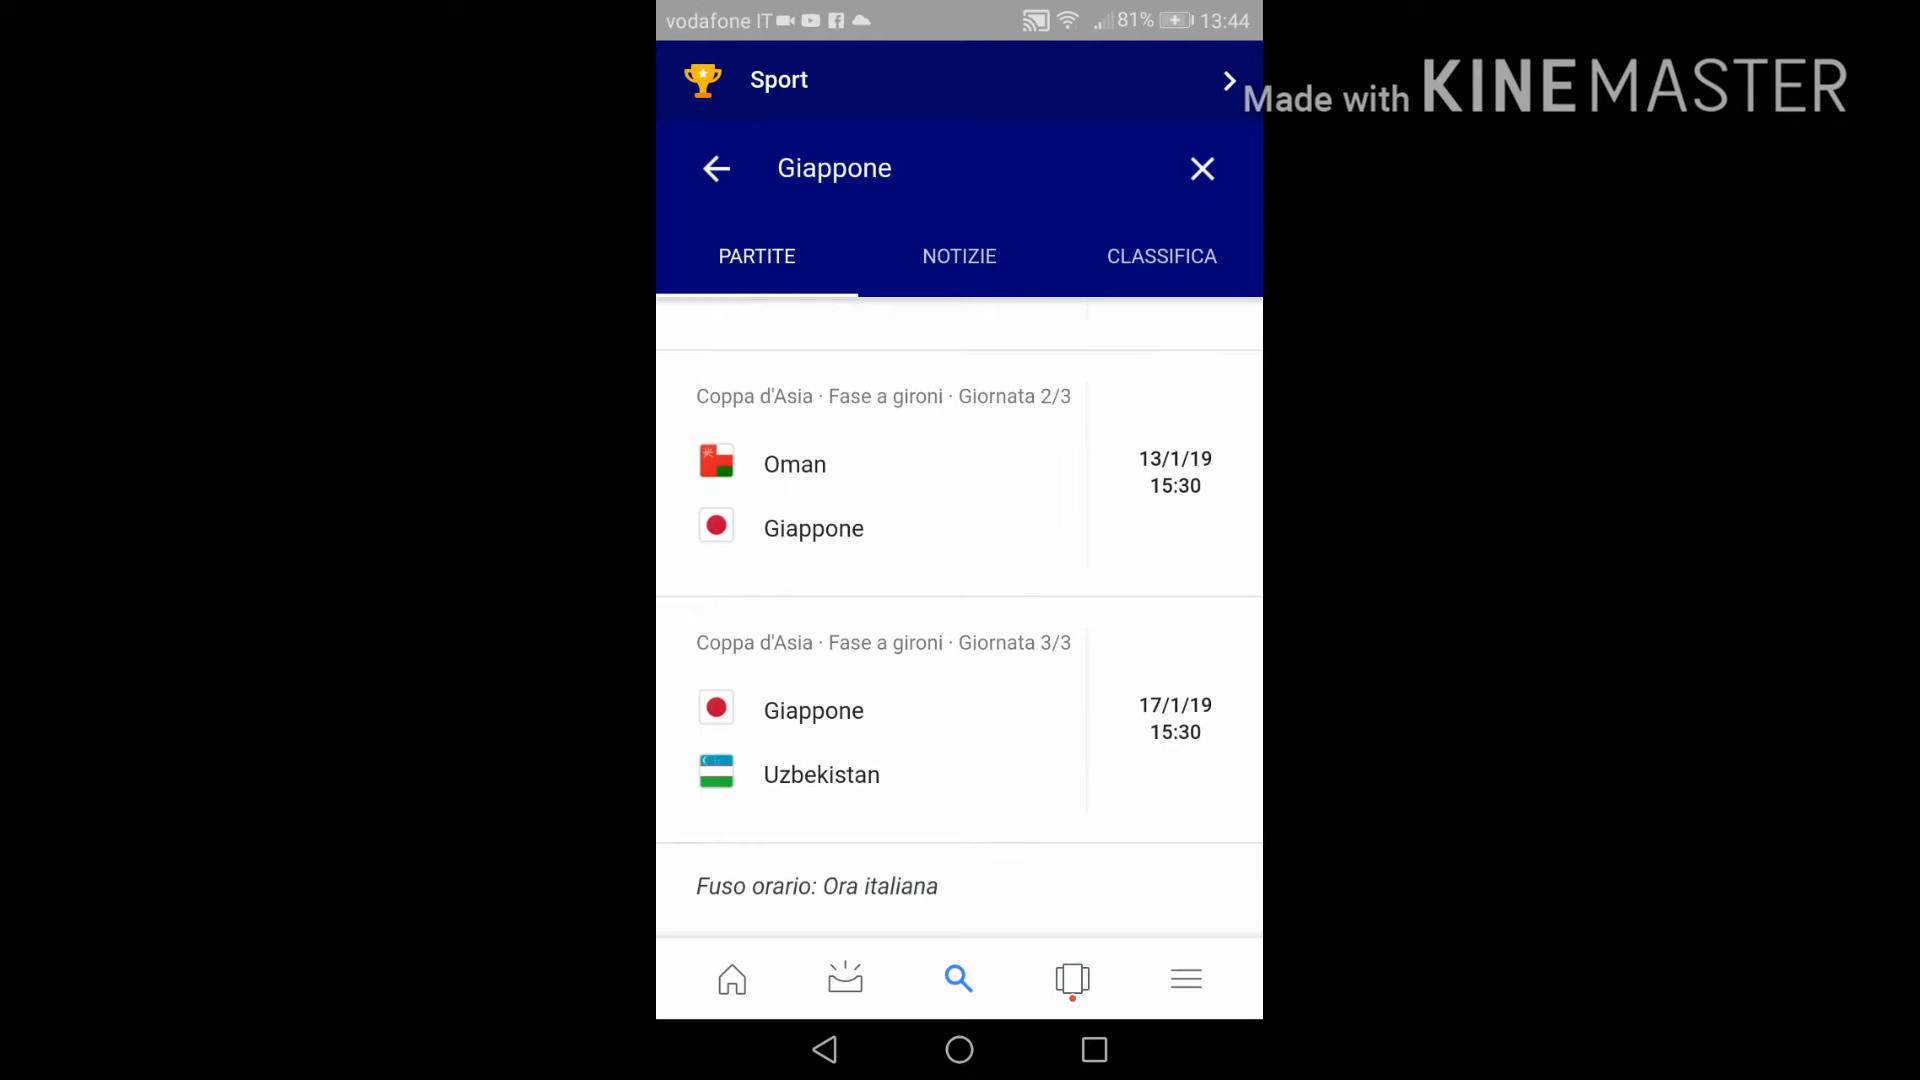 vodafone IT 81% 13:44
Sport
Made with KINEMASTER
Giappone
PARTITE NOTIZIE CLASSIFICA
Coppa d'Asia · Fase a gironi · Giornata 2/3
Oman
13/1/19
15:30
Giappone
Coppa d'Asia · Fase a gironi · Giornata 3/3
Giappone
17/1/19
15:30
Uzbekistan
Fuso orario: Ora italiana